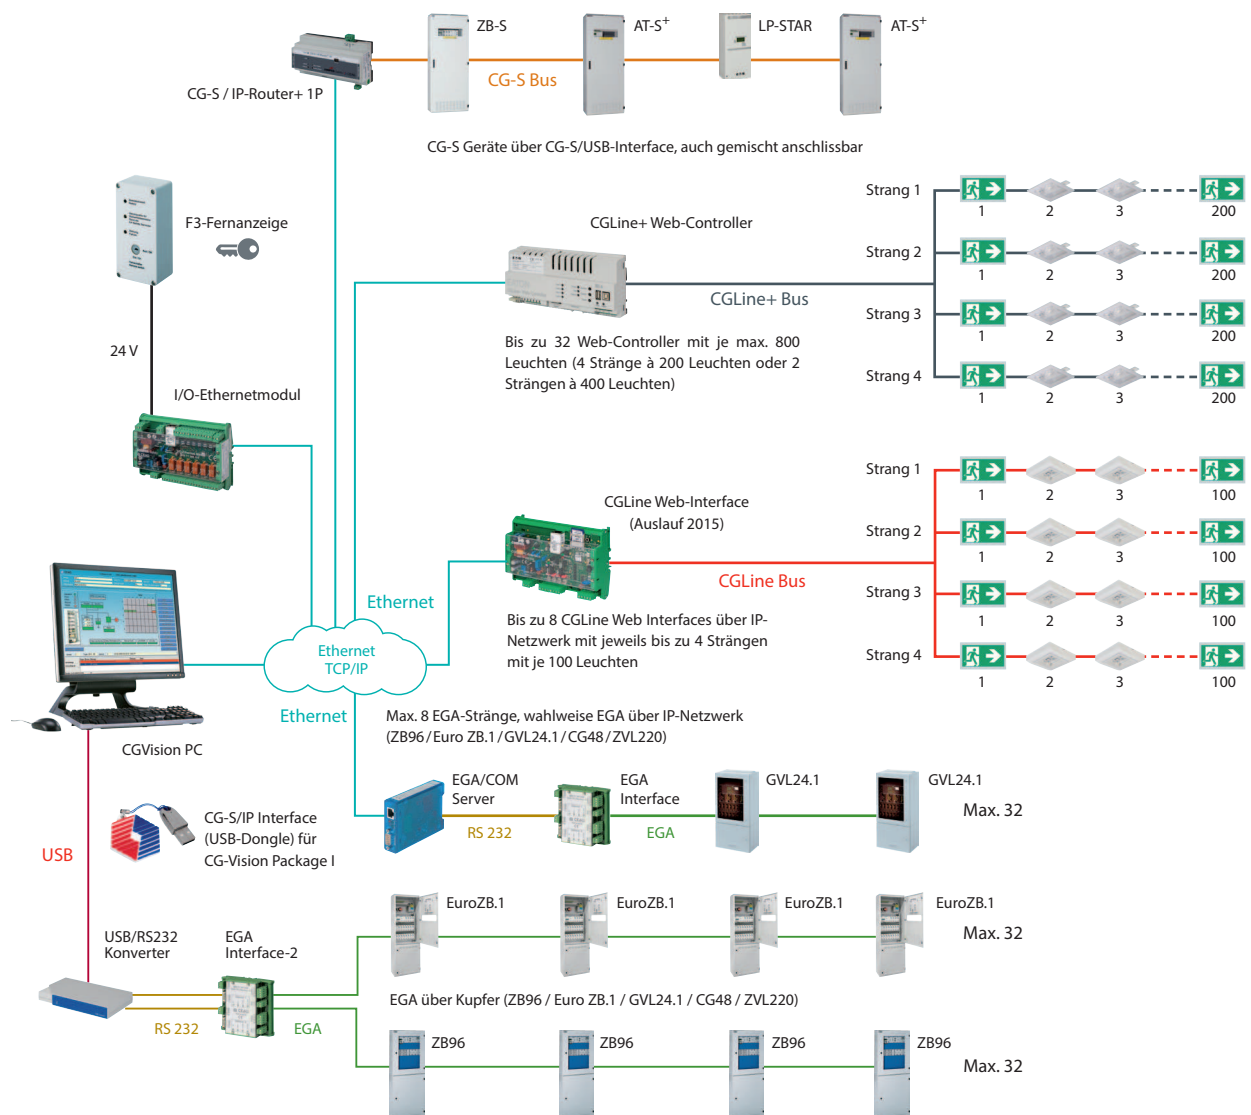 ZB-S
AT-S+
LP-STAR
AT-S+
CG-S Bus
CG-S / IP-Router+ 1P
CG-S Geräte über CG-S/USB-Interface, auch gemischt anschlissbar
F3-Fernanzeige
24 V
I/O-Ethernetmodul
CGLine+ Web-Controller
CGLine+ Bus
Bis zu 32 Web-Controller mit je max. 800
Leuchten (4 Stränge à 200 Leuchten oder 2
Strängen à 400 Leuchten)
Strang 1
1 2 3 200
Strang 2
1 2 3 200
Strang 3
1 2 3 200
Strang 4
1 2 3 200
CGLine Web-Interface
(Auslauf 2015)
CGLine Bus
Bis zu 8 CGLine Web Interfaces über IP-
Netzwerk mit jeweils bis zu 4 Strängen
mit je 100 Leuchten
Strang 1
1 2 3 100
Strang 2
1 2 3 100
Strang 3
1 2 3 100
Strang 4
1 2 3 100
Ethernet
Ethernet
TCP/IP
Ethernet
CGVision PC
Max. 8 EGA-Stränge, wahlweise EGA über IP-Netzwerk
(ZB96/Euro ZB.1/GVL24.1/CG48/ZVL220)
EGA/COM
Server
RS 232
EGA
Interface
EGA
GVL24.1
GVL24.1
Max. 32
CG-S/IP Interface
(USB-Dongle) für
CG-Vision Package I
USB
USB/RS232
Konverter
RS 232
EGA
Interface-2
EGA
EuroZB.1
EuroZB.1
EuroZB.1
EuroZB.1
Max. 32
EGA über Kupfer (ZB96 / Euro ZB.1 / GVL24.1 / CG48 / ZVL220)
ZB96
ZB96
ZB96
ZB96
Max. 32